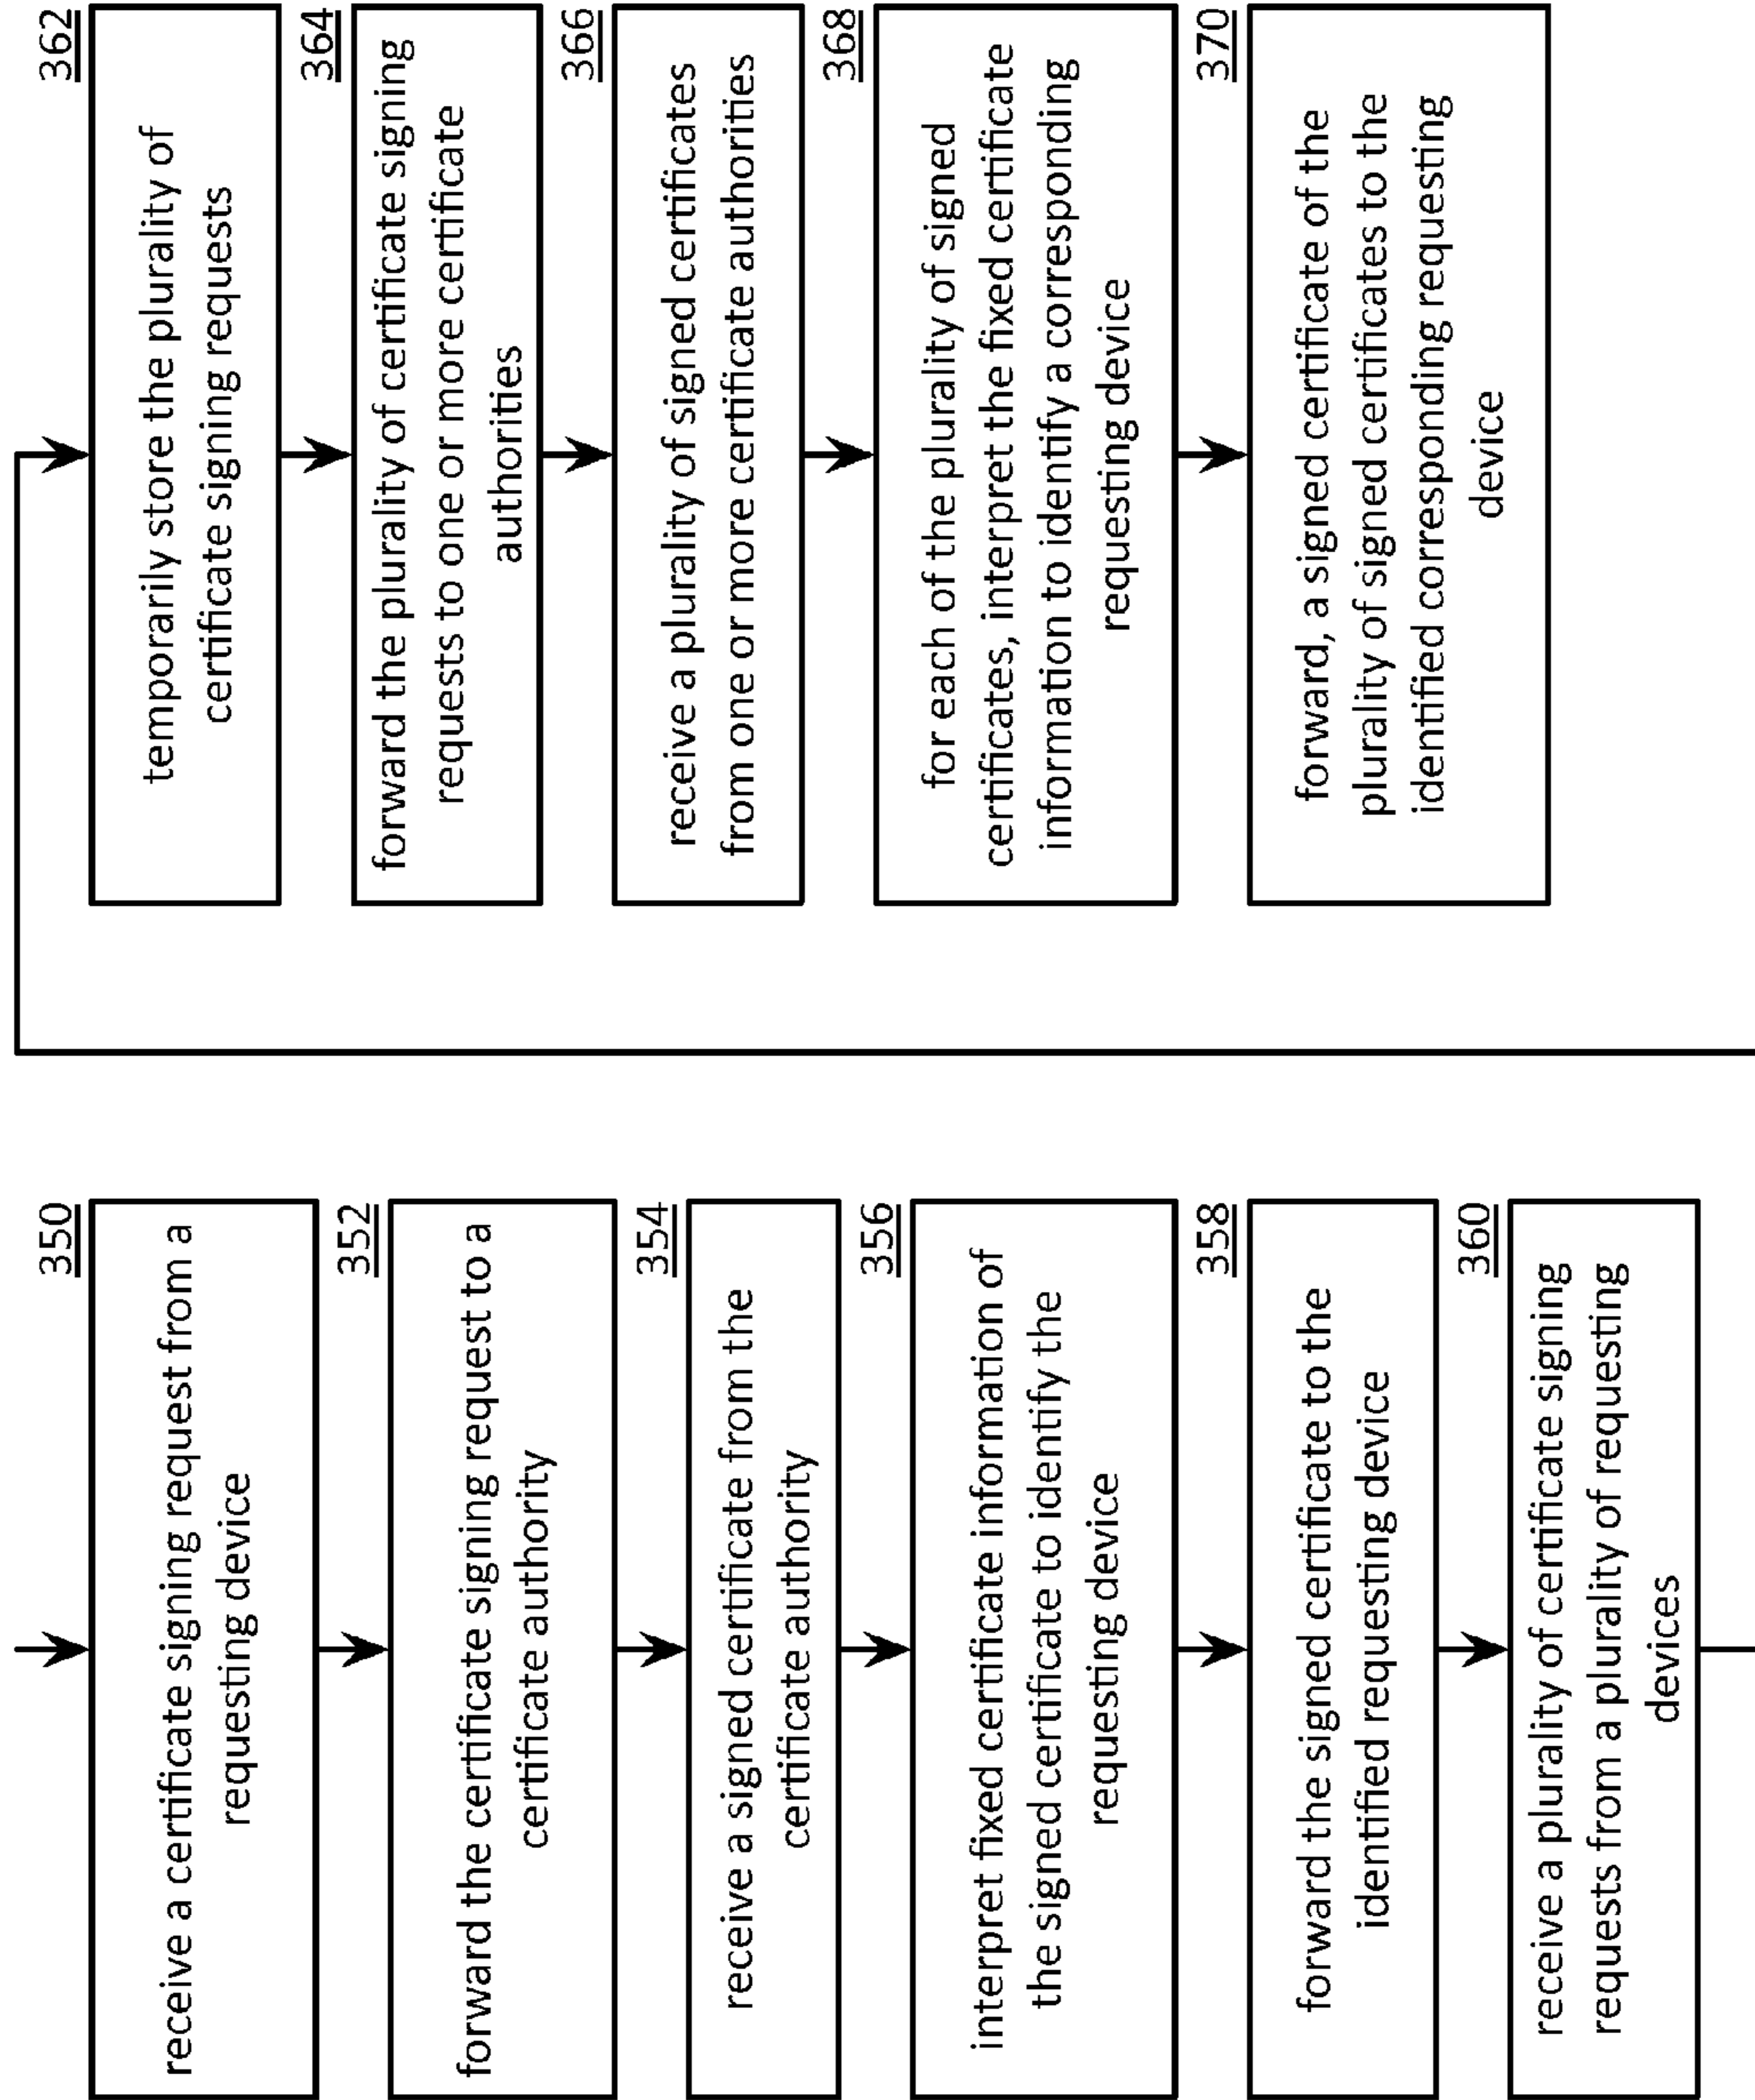 350
receive a certificate signing request from a
requesting device
352
forward the certificate signing request to a
certificate authority
354
receive a signed certificate from the
certificate authority
356
interpret fixed certificate information of
the signed certificate to identify the
requesting device
358
forward the signed certificate to the
identified requesting device
360
receive a plurality of certificate signing
requests from a plurality of requesting
devices
362
temporarily store the plurality of
certificate signing requests
364
forward the plurality of certificate signing
requests to one or more certificate
authorities
366
receive a plurality of signed certificates
from one or more certificate authorities
368
for each of the plurality of signed
certificates, interpret the fixed certificate
information to identify a corresponding
requesting device
370
forward, a signed certificate of the
plurality of signed certificates to the
identified corresponding requesting
device